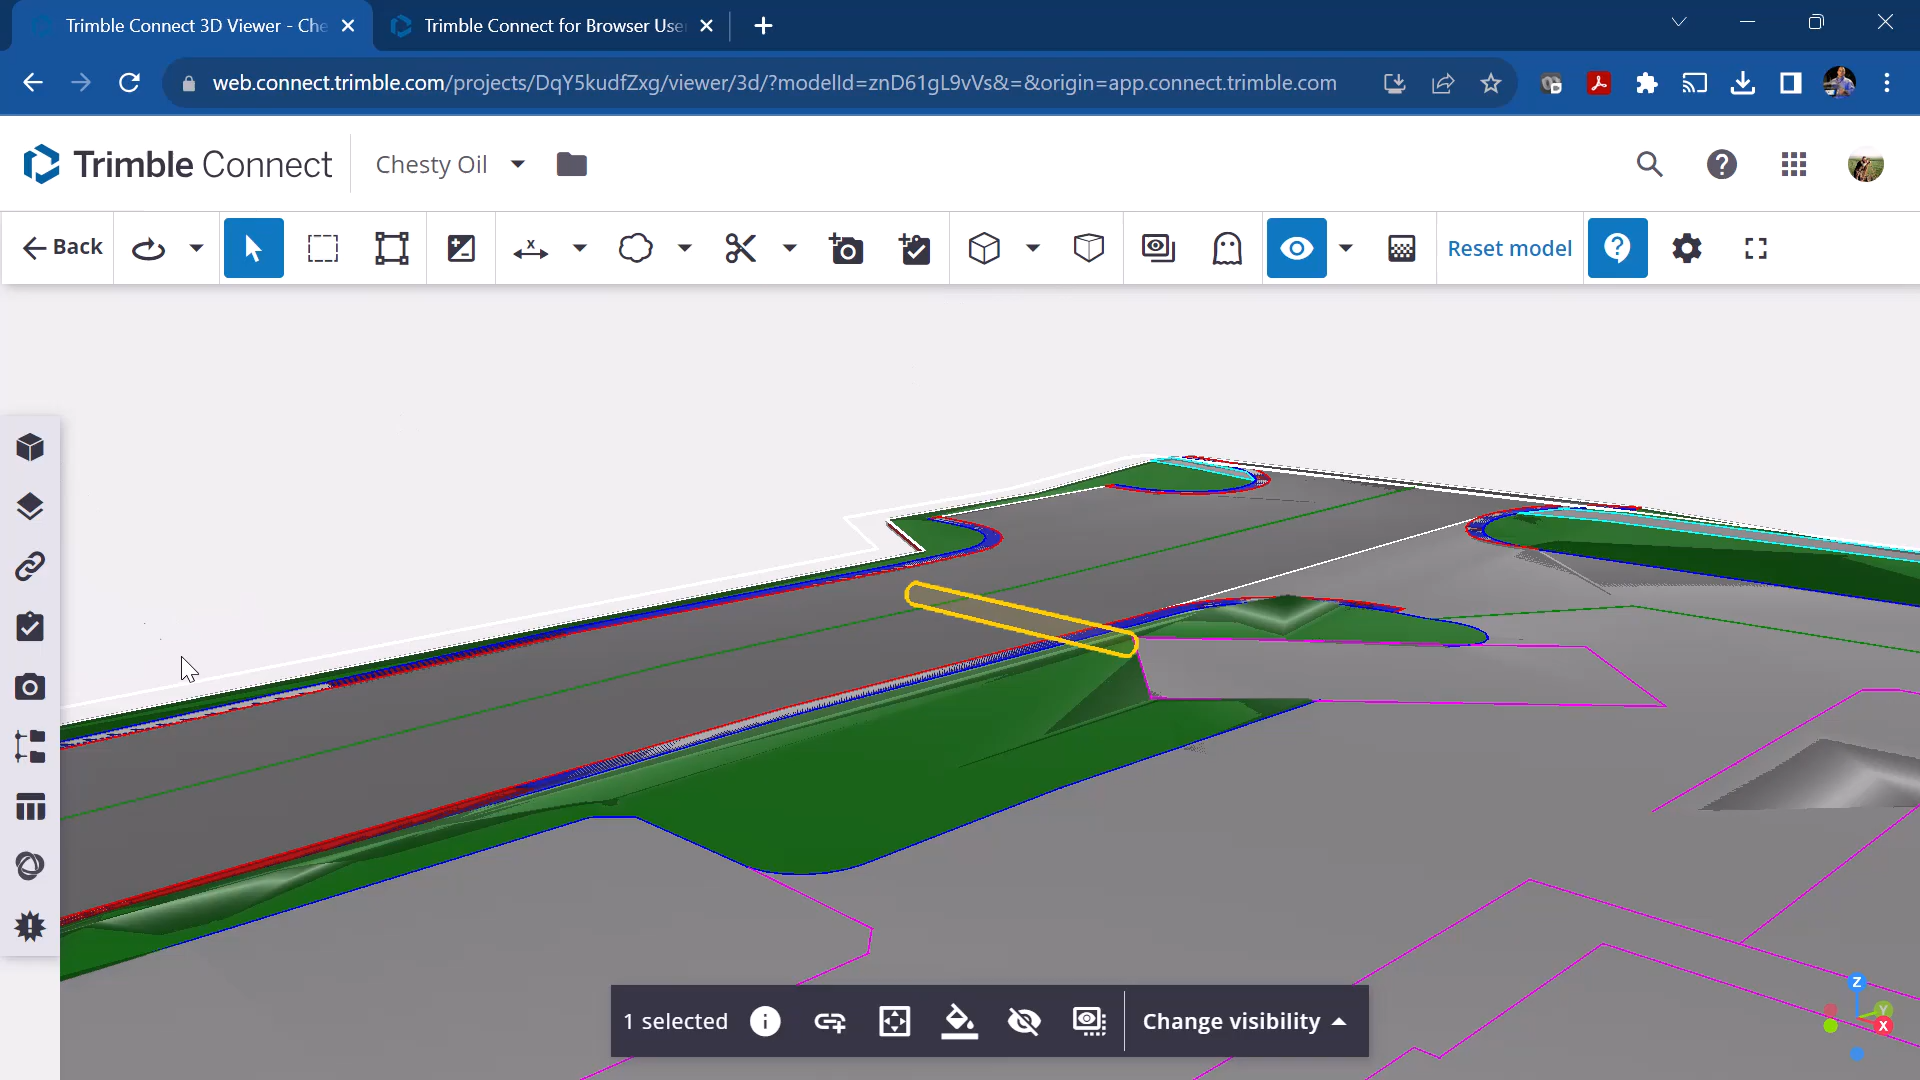 Trimble Connect 3D Viewer - Che
Trimble Connect for Browser Use
web.connect.trimble.com/projects/DqY5kudfZxg/viewer/3d/?modelId=znD61gL9vVs&=&origin=app.connect.trimble.com
Trimble Connect
Chesty Oil
Back
x
Reset model
1 selected
Change visibility
Z
Y
X